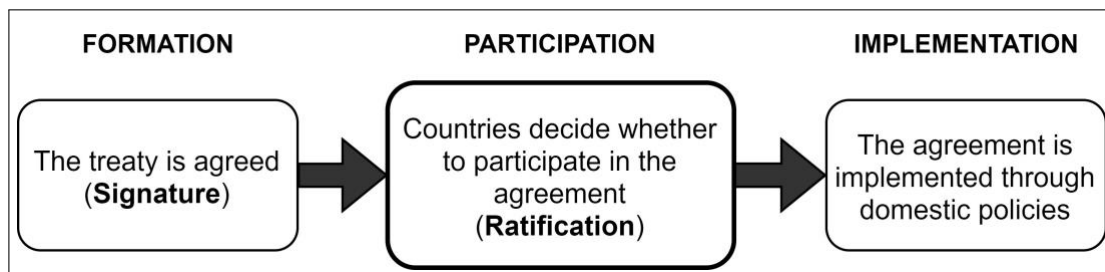 FORMATION
The treaty is agreed
(Signature)
PARTICIPATION
Countries decide whether
to participate in the
agreement
(Ratification)
IMPLEMENTATION
The agreement is
implemented through
domestic policies